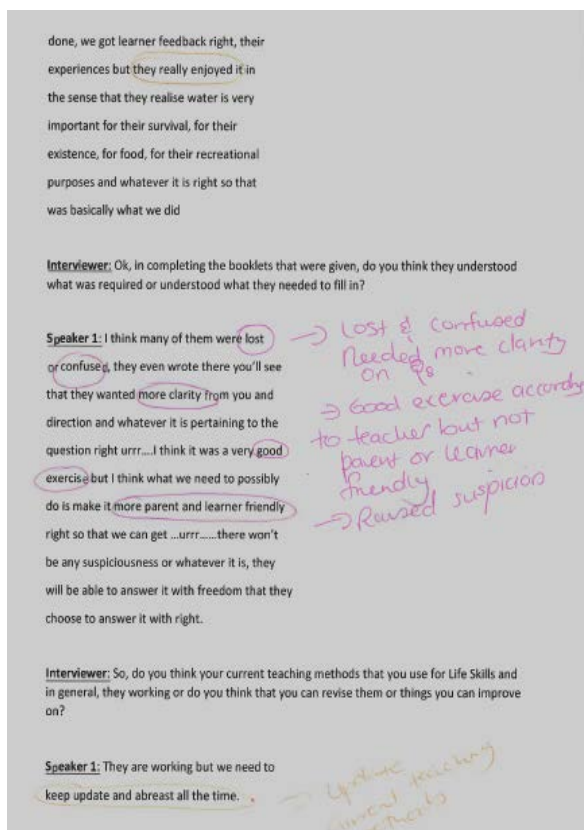 done, we got learner feedback right, their
experiences but they really enjoyed it in
the sense that they realise water is very
important for their survival, for their
existence, for food, for their recreational
purposes and whatever it is right so that
was basically what we did
Interviewer: Ok, in completing the booklets that were given, do you think they understood
what was required or understood what they needed to fill in?
Speaker 1: I think many of them were lost
or confused, they even wrote there you'll see
that they wanted more clarity from you and
direction and whatever it is pertaining to the
question right urrr....I think it was a very good
exercise but I think what we need to possibly
do is make it more parent and learner friendly
right so that we can get ...urrr......there won't
be any suspiciousness or whatever it is, they
will be able to answer it with freedom that they
choose to answer it with right.
→ Lost & confused
Needed more clarity
on Qs
→ Good exercise according
to teacher but not
parent or learner
friendly
→ Raised suspicion
Interviewer: So, do you think your current teaching methods that you use for Life Skills and
in general, they working or do you think that you can revise them or things you can improve
on?
Speaker 1: They are working but we need to
keep update and abreast all the time.
→ Update
current teaching
methods